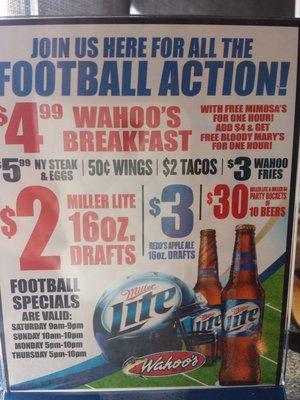 JOIN US HERE FOR ALL THE
FOOTBALL ACTION!
$4.99 WAHOO'S
BREAKFAST
WITH FREE MIMOSA'S
FOR ONE HOUR!
ADD $4 & GET
FREE BLOODY MARY'S
FOR ONE HOUR!
$5.99 NY STEAK
& EGGS
50¢ WINGS
$2 TACOS
$3 WAHOO
FRIES
$2 MILLER LITE
16oz.
DRAFTS
$3
REDD'S APPLE ALE
16oz. DRAFTS
$30 MILLER LITE & MILLER 64
PARTY BUCKETS
OF
10 BEERS
FOOTBALL
SPECIALS
ARE VALID:
SATURDAY 9am-9pm
SUNDAY 10am-10pm
MONDAY 5pm-10pm
THURSDAY 5pm-10pm
Miller
Lite
Lite
Lite
Wahoo's